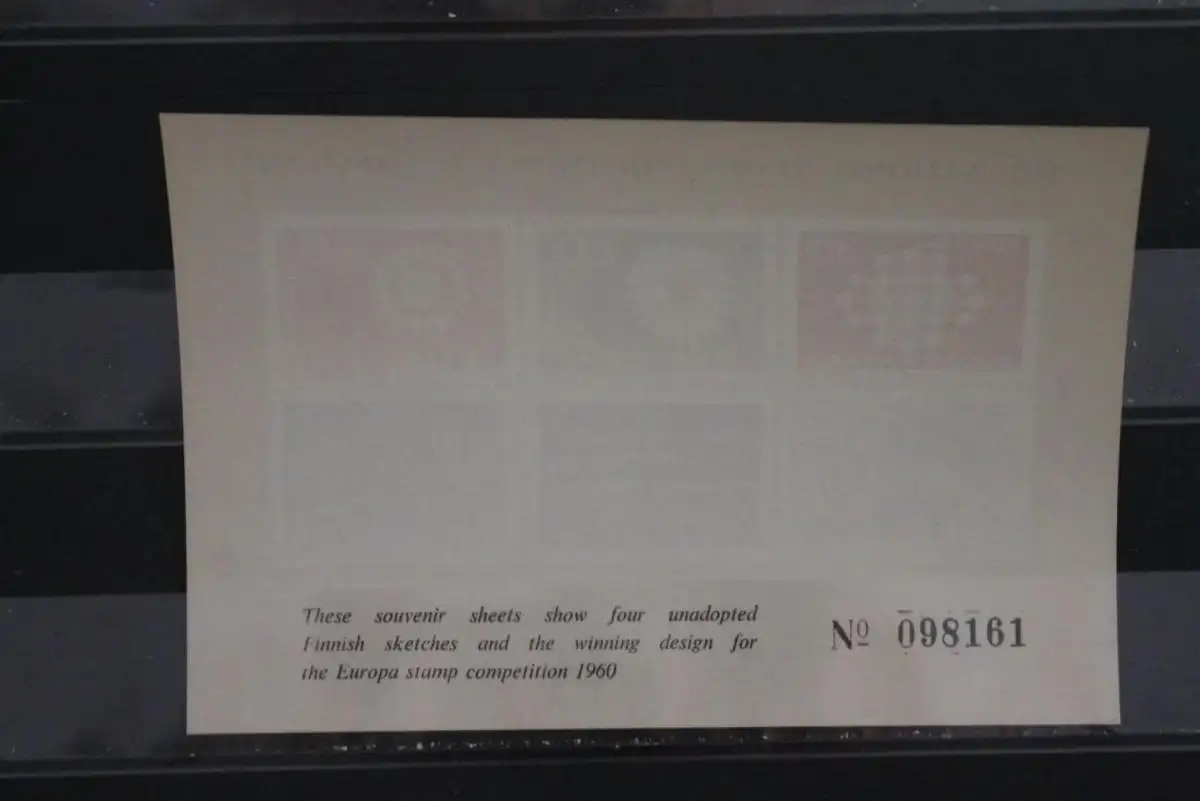 These souvenir sheets show four unadopted
Finnish sketches and the winning design for
the Europa stamp competition 1960
Nº 098161